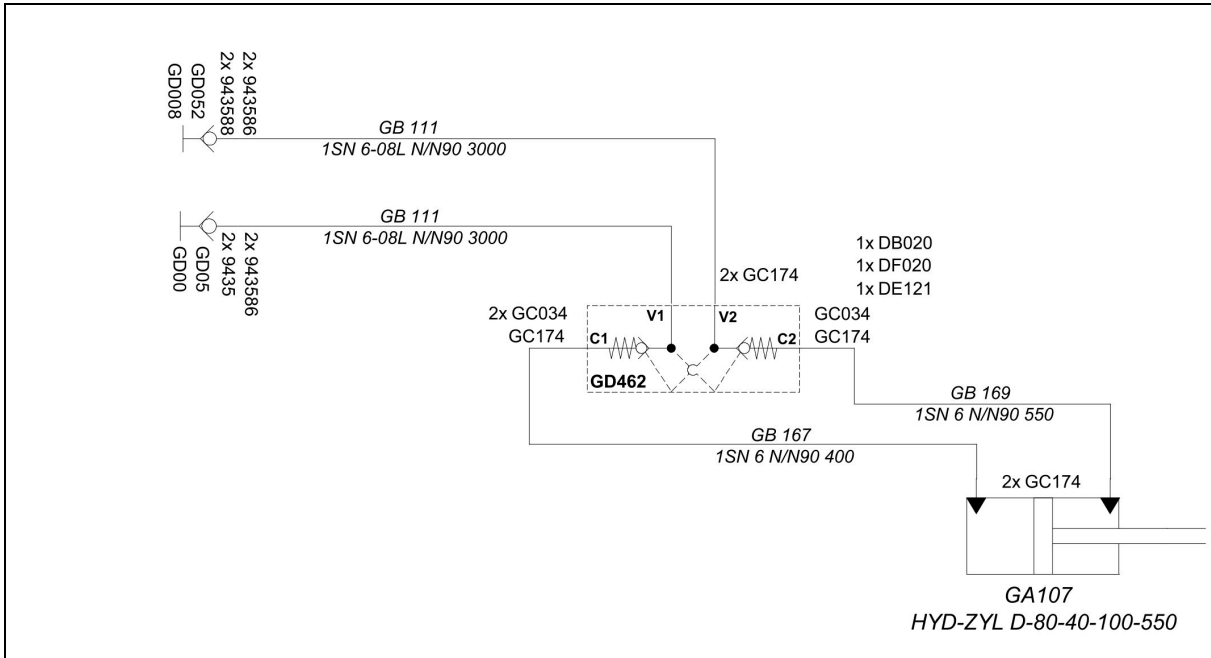 2x 943586
2x 943588
GD052
GD008
GB 111
1SN 6-08L N/N90 3000
GB 111
1SN 6-08L N/N90 3000
2x 943586
2x 9435
GD05
GD00
1x DB020
1x DF020
1x DE121
2x GC174
2x GC034
GC174
V1
V2
GC034
GC174
C1
C2
GD462
GB 169
1SN 6 N/N90 550
GB 167
1SN 6 N/N90 400
2x GC174
GA107
HYD-ZYL D-80-40-100-550